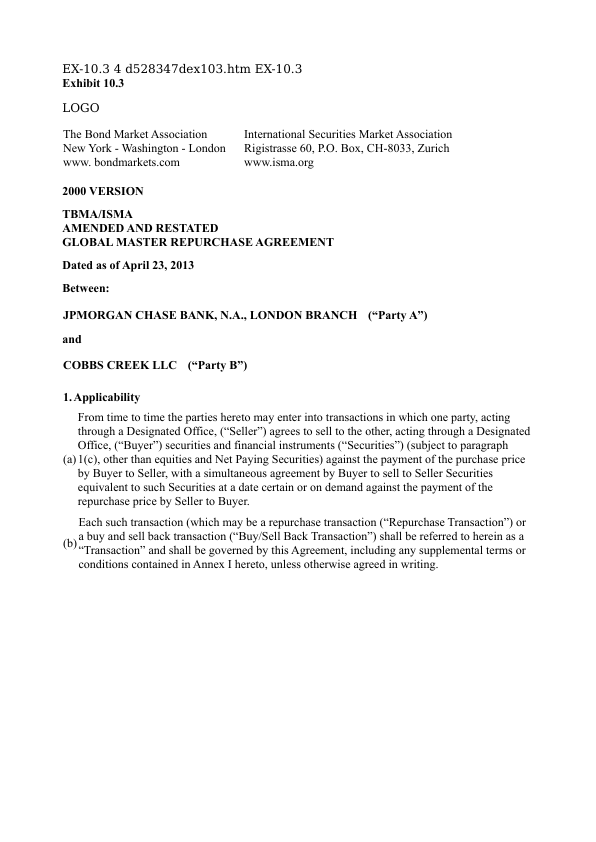 EX-10.3 4 d528347dex103.htm EX-10.3
Exhibit 10.3
LOGO
The Bond Market Association International Securities Market Association
New York - Washington - London Rigistrasse 60, P.O. Box, CH-8033, Zurich
www. bondmarkets.com www.isma.org
2000 VERSION
TBMA/ISMA
AMENDED AND RESTATED
GLOBAL MASTER REPURCHASE AGREEMENT
Dated as of April 23, 2013
Between:
JPMORGAN CHASE BANK, N.A., LONDON BRANCH (“Party A”)
and
COBBS CREEK LLC (“Party B”)
1. Applicability
From time to time the parties hereto may enter into transactions in which one party, acting
through a Designated Office, (“Seller”) agrees to sell to the other, acting through a Designated
Office, (“Buyer”) securities and financial instruments (“Securities”) (subject to paragraph
(a) 1(c), other than equities and Net Paying Securities) against the payment of the purchase price
by Buyer to Seller, with a simultaneous agreement by Buyer to sell to Seller Securities
equivalent to such Securities at a date certain or on demand against the payment of the
repurchase price by Seller to Buyer.
Each such transaction (which may be a repurchase transaction (“Repurchase Transaction”) or
(b) a buy and sell back transaction (“Buy/Sell Back Transaction”) shall be referred to herein as a
“Transaction” and shall be governed by this Agreement, including any supplemental terms or
conditions contained in Annex I hereto, unless otherwise agreed in writing.